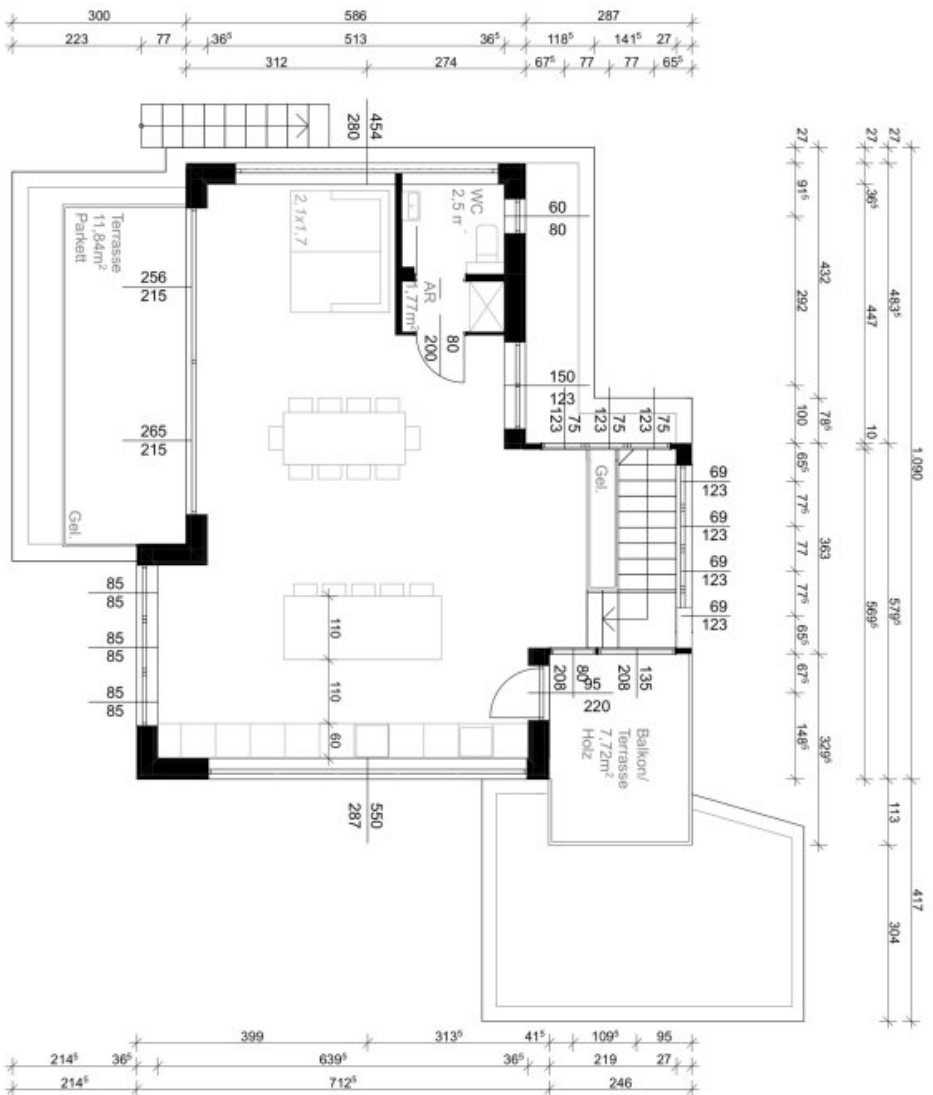 300 586 287
223 77 36⁵ 513 36⁵ 118⁵ 141⁵ 27
312 274 67⁵ 77 77 65⁵
454
280
WC
2,5 m
2,1x1,7
AR
1,77m²
80
200
60
80
150
123
Terrasse
11,84m²
Parkett
256
215
265
215
Gel.
75
123
75
123
75
123
Gel.
69
123
69
123
69
123
69
123
85
85
85
85
85
85
110
110
60
80
208
95
220
135
208
Balkon/
Terrasse
7,72m²
Holz
550
287
27 91⁵ 292 100 65⁵ 77⁵ 77 77⁵ 65⁵ 67⁵ 148⁵
432 78⁵ 363 329⁵
27 36⁵ 447 10 569⁵
27 483⁵ 579⁵ 113 304
1.090 417
399 313⁵ 41⁵ 109⁵ 95
214⁵ 36⁵ 639⁵ 36⁵ 219 27
214⁵ 712⁵ 246